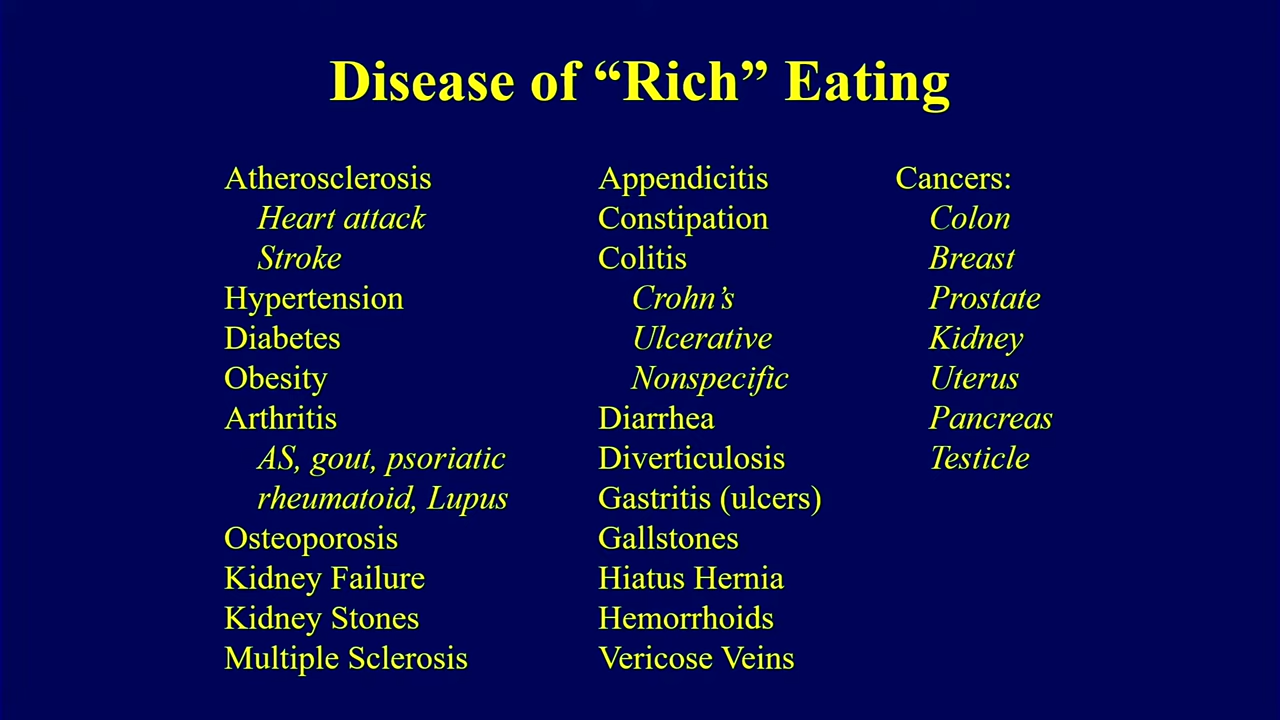 Disease of “Rich” Eating
Atherosclerosis
Heart attack
Stroke
Hypertension
Diabetes
Obesity
Arthritis
AS, gout, psoriatic
rheumatoid, Lupus
Osteoporosis
Kidney Failure
Kidney Stones
Multiple Sclerosis
Appendicitis
Constipation
Colitis
Crohn’s
Ulcerative
Nonspecific
Diarrhea
Diverticulosis
Gastritis (ulcers)
Gallstones
Hiatus Hernia
Hemorrhoids
Vericose Veins
Cancers:
Colon
Breast
Prostate
Kidney
Uterus
Pancreas
Testicle